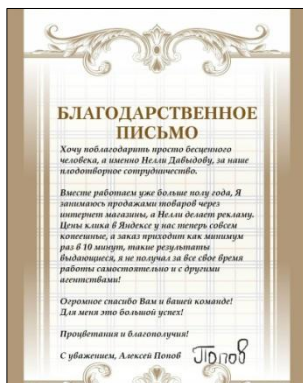 БЛАГОДАРСТВЕННОЕ
ПИСЬМО
Хочу поблагодарить просто бесценного
человека, а именно Нелли Давыдову, за наше
плодотворное сотрудничество.
Вместе работаем уже больше полу года, Я
занимаюсь продажами товаров через
интернет магазины, а Нелли делает рекламу.
Цены клика в Яндексе у нас теперь совсем
копеешные, а заказ приходит как минимум
раз в 10 минут, такие результаты
выдающиеся, я не получал за все свое время
работы самостоятельно и с другими
агентствами!
Огромное спасибо Вам и вашей команде!
Для меня это большой успех!
Процветания и благополучия!
С уважением, Алексей Попов Попов